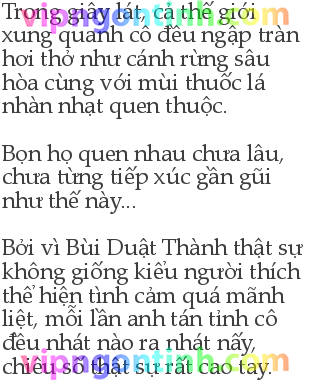 Trong giây lát, cả thế giới
xung quanh cô đều ngập tràn
hơi thở như cánh rừng sâu
hòa cùng với mùi thuốc lá
nhàn nhạt quen thuộc.
Bọn họ quen nhau chưa lâu,
chưa từng tiếp xúc gần gũi
như thế này...
Bởi vì Bùi Duật Thành thật sự
không giống kiểu người thích
thể hiện tình cảm quá mãnh
liệt, mỗi lần anh tán tỉnh cô
đều nhát nào ra nhát nấy,
chiêu số thật sự rất cao tay.
vipngontinh.com
vipngontinh.com